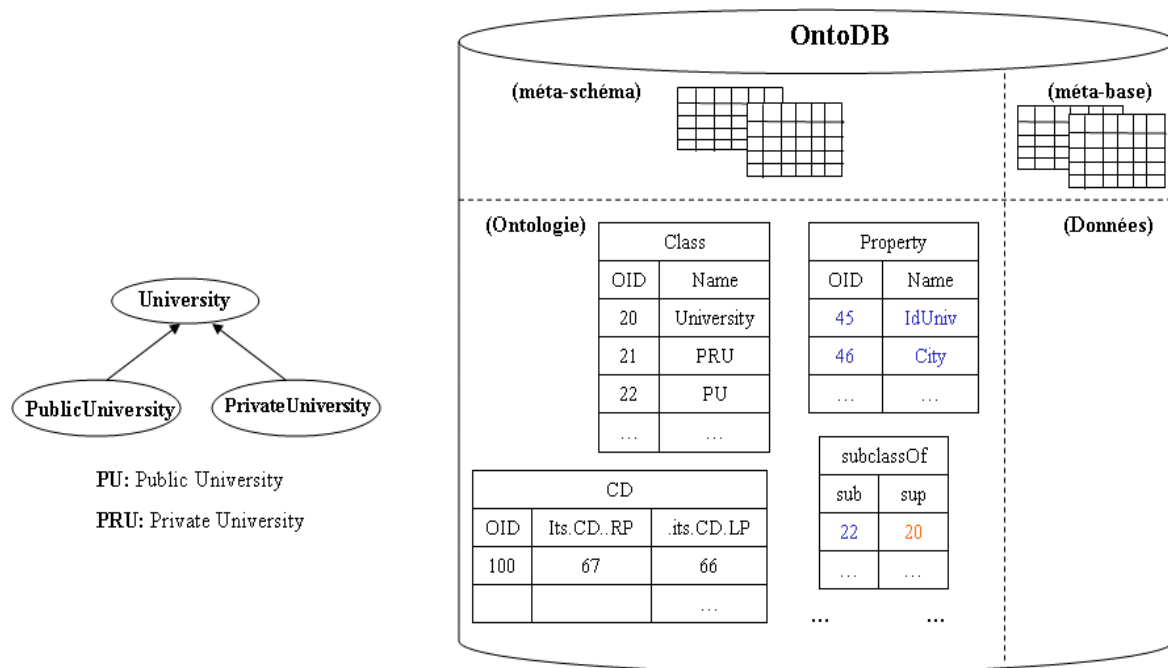 OntoDB
(méta-schéma)
(méta-base)
(Ontologie)
(Données)
Class
OID Name
20 University
21 PRU
22 PU
... ...
Property
OID Name
45 IdUniv
46 City
... ...
University
PublicUniversity
PrivateUniversity
PU: Public University
PRU: Private University
CD
OID Its.CD..RP .its.CD.LP
100 67 66
...
subclassOf
sub sup
22 20
... ...
... ...